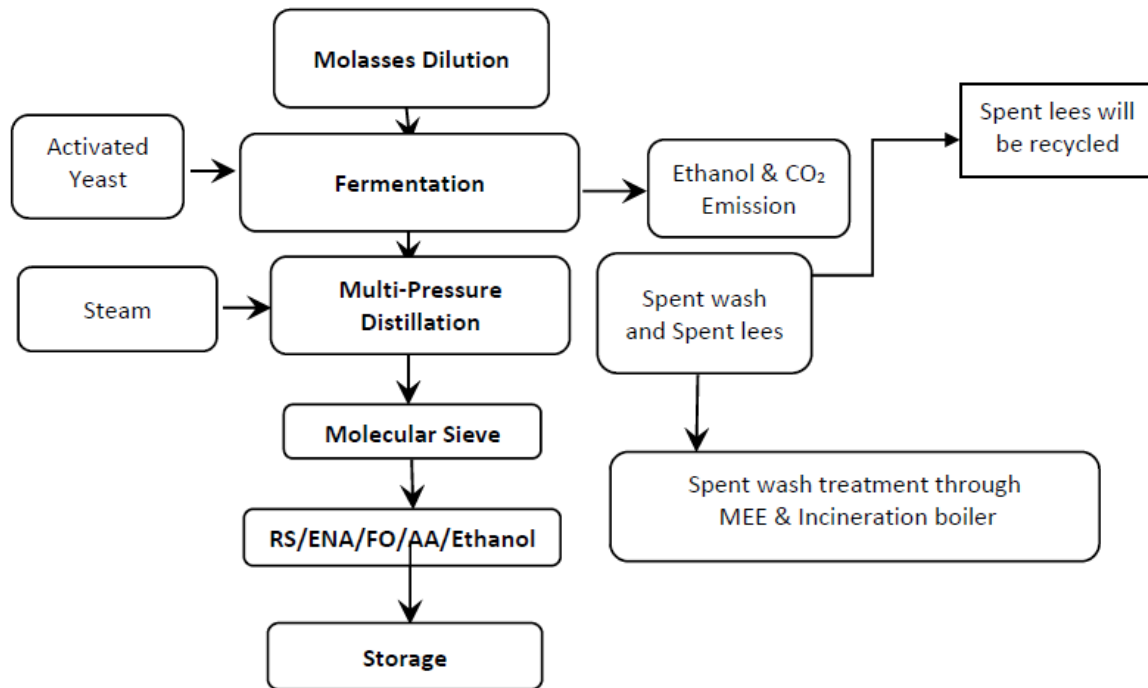 Molasses Dilution
Spent lees will
be recycled
Activated
Yeast
Fermentation
Ethanol & CO₂
Emission
Steam
Multi-Pressure
Distillation
Spent wash
and Spent lees
Molecular Sieve
Spent wash treatment through
MEE & Incineration boiler
RS/ENA/FO/AA/Ethanol
Storage